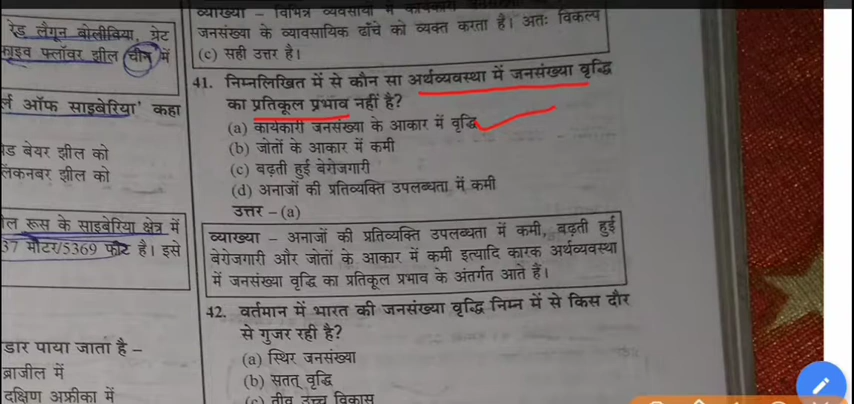 रेड लैगून बोलीविया, ग्रेट
फाइव फ्लॉवर झील चीन में
र्ल ऑफ साइबेरिया' कहा
ड बेयर झील को
लेकनबर झील को
ल रूस के साइबेरिया क्षेत्र में
37 मीटर/5369 फीट है। इसे
डार पाया जाता है –
ब्राजील में
दक्षिण अफ्रीका में
व्याख्या – विभिन्न व्यवसायों में कार्यकारी
जनसंख्या के व्यावसायिक ढाँचे को व्यक्त करता है। अतः विकल्प
(c) सही उत्तर है।
41. निम्नलिखित में से कौन सा अर्थव्यवस्था में जनसंख्या वृद्धि
का प्रतिकूल प्रभाव नहीं है?
(a) कार्यकारी जनसंख्या के आकार में वृद्धि
(b) जोतों के आकार में कमी
(c) बढ़ती हुई बेरोजगारी
(d) अनाजों की प्रतिव्यक्ति उपलब्धता में कमी
उत्तर – (a)
व्याख्या – अनाजों की प्रतिव्यक्ति उपलब्धता में कमी, बढ़ती हुई
बेरोजगारी और जोतों के आकार में कमी इत्यादि कारक अर्थव्यवस्था
में जनसंख्या वृद्धि का प्रतिकूल प्रभाव के अंतर्गत आते हैं।
42. वर्तमान में भारत की जनसंख्या वृद्धि निम्न में से किस दौर
से गुजर रही है?
(a) स्थिर जनसंख्या
(b) सतत् वृद्धि
(c) तीव्र उच्च विकास